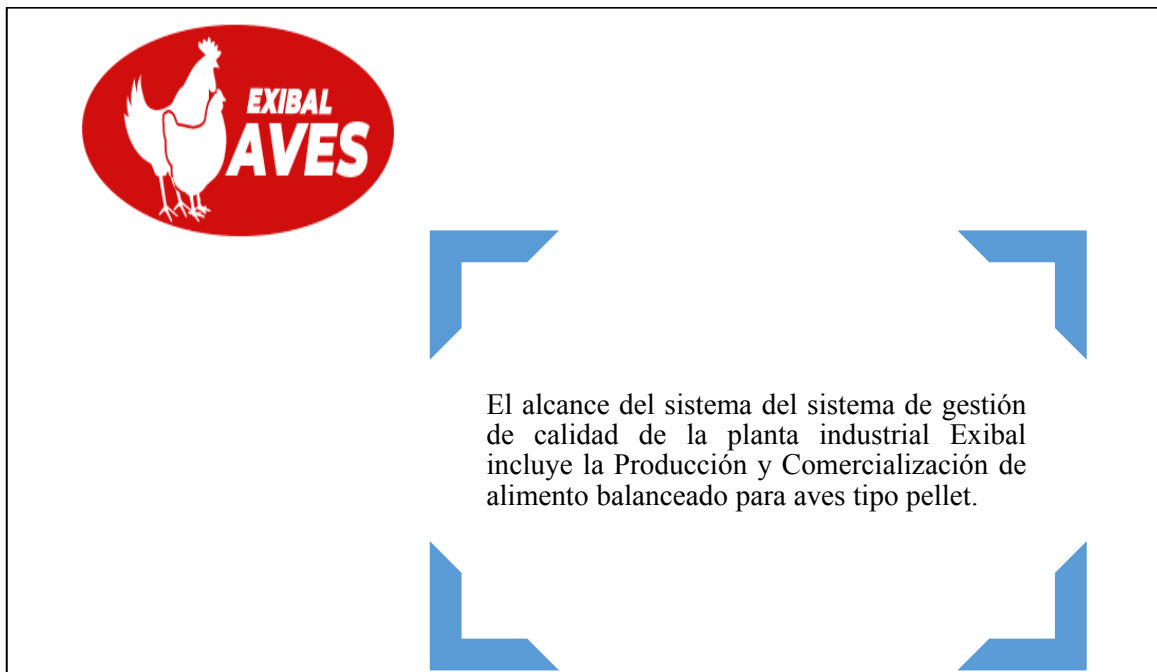 EXIBAL
AVES
El alcance del sistema del sistema de gestión
de calidad de la planta industrial Exibal
incluye la Producción y Comercialización de
alimento balanceado para aves tipo pellet.